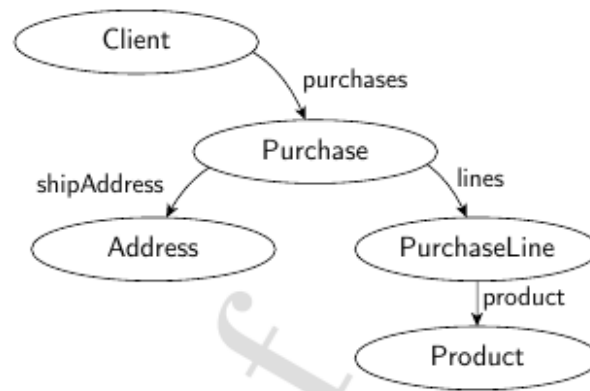 Client
purchases
Purchase
shipAddress
lines
Address
PurchaseLine
product
Product
f